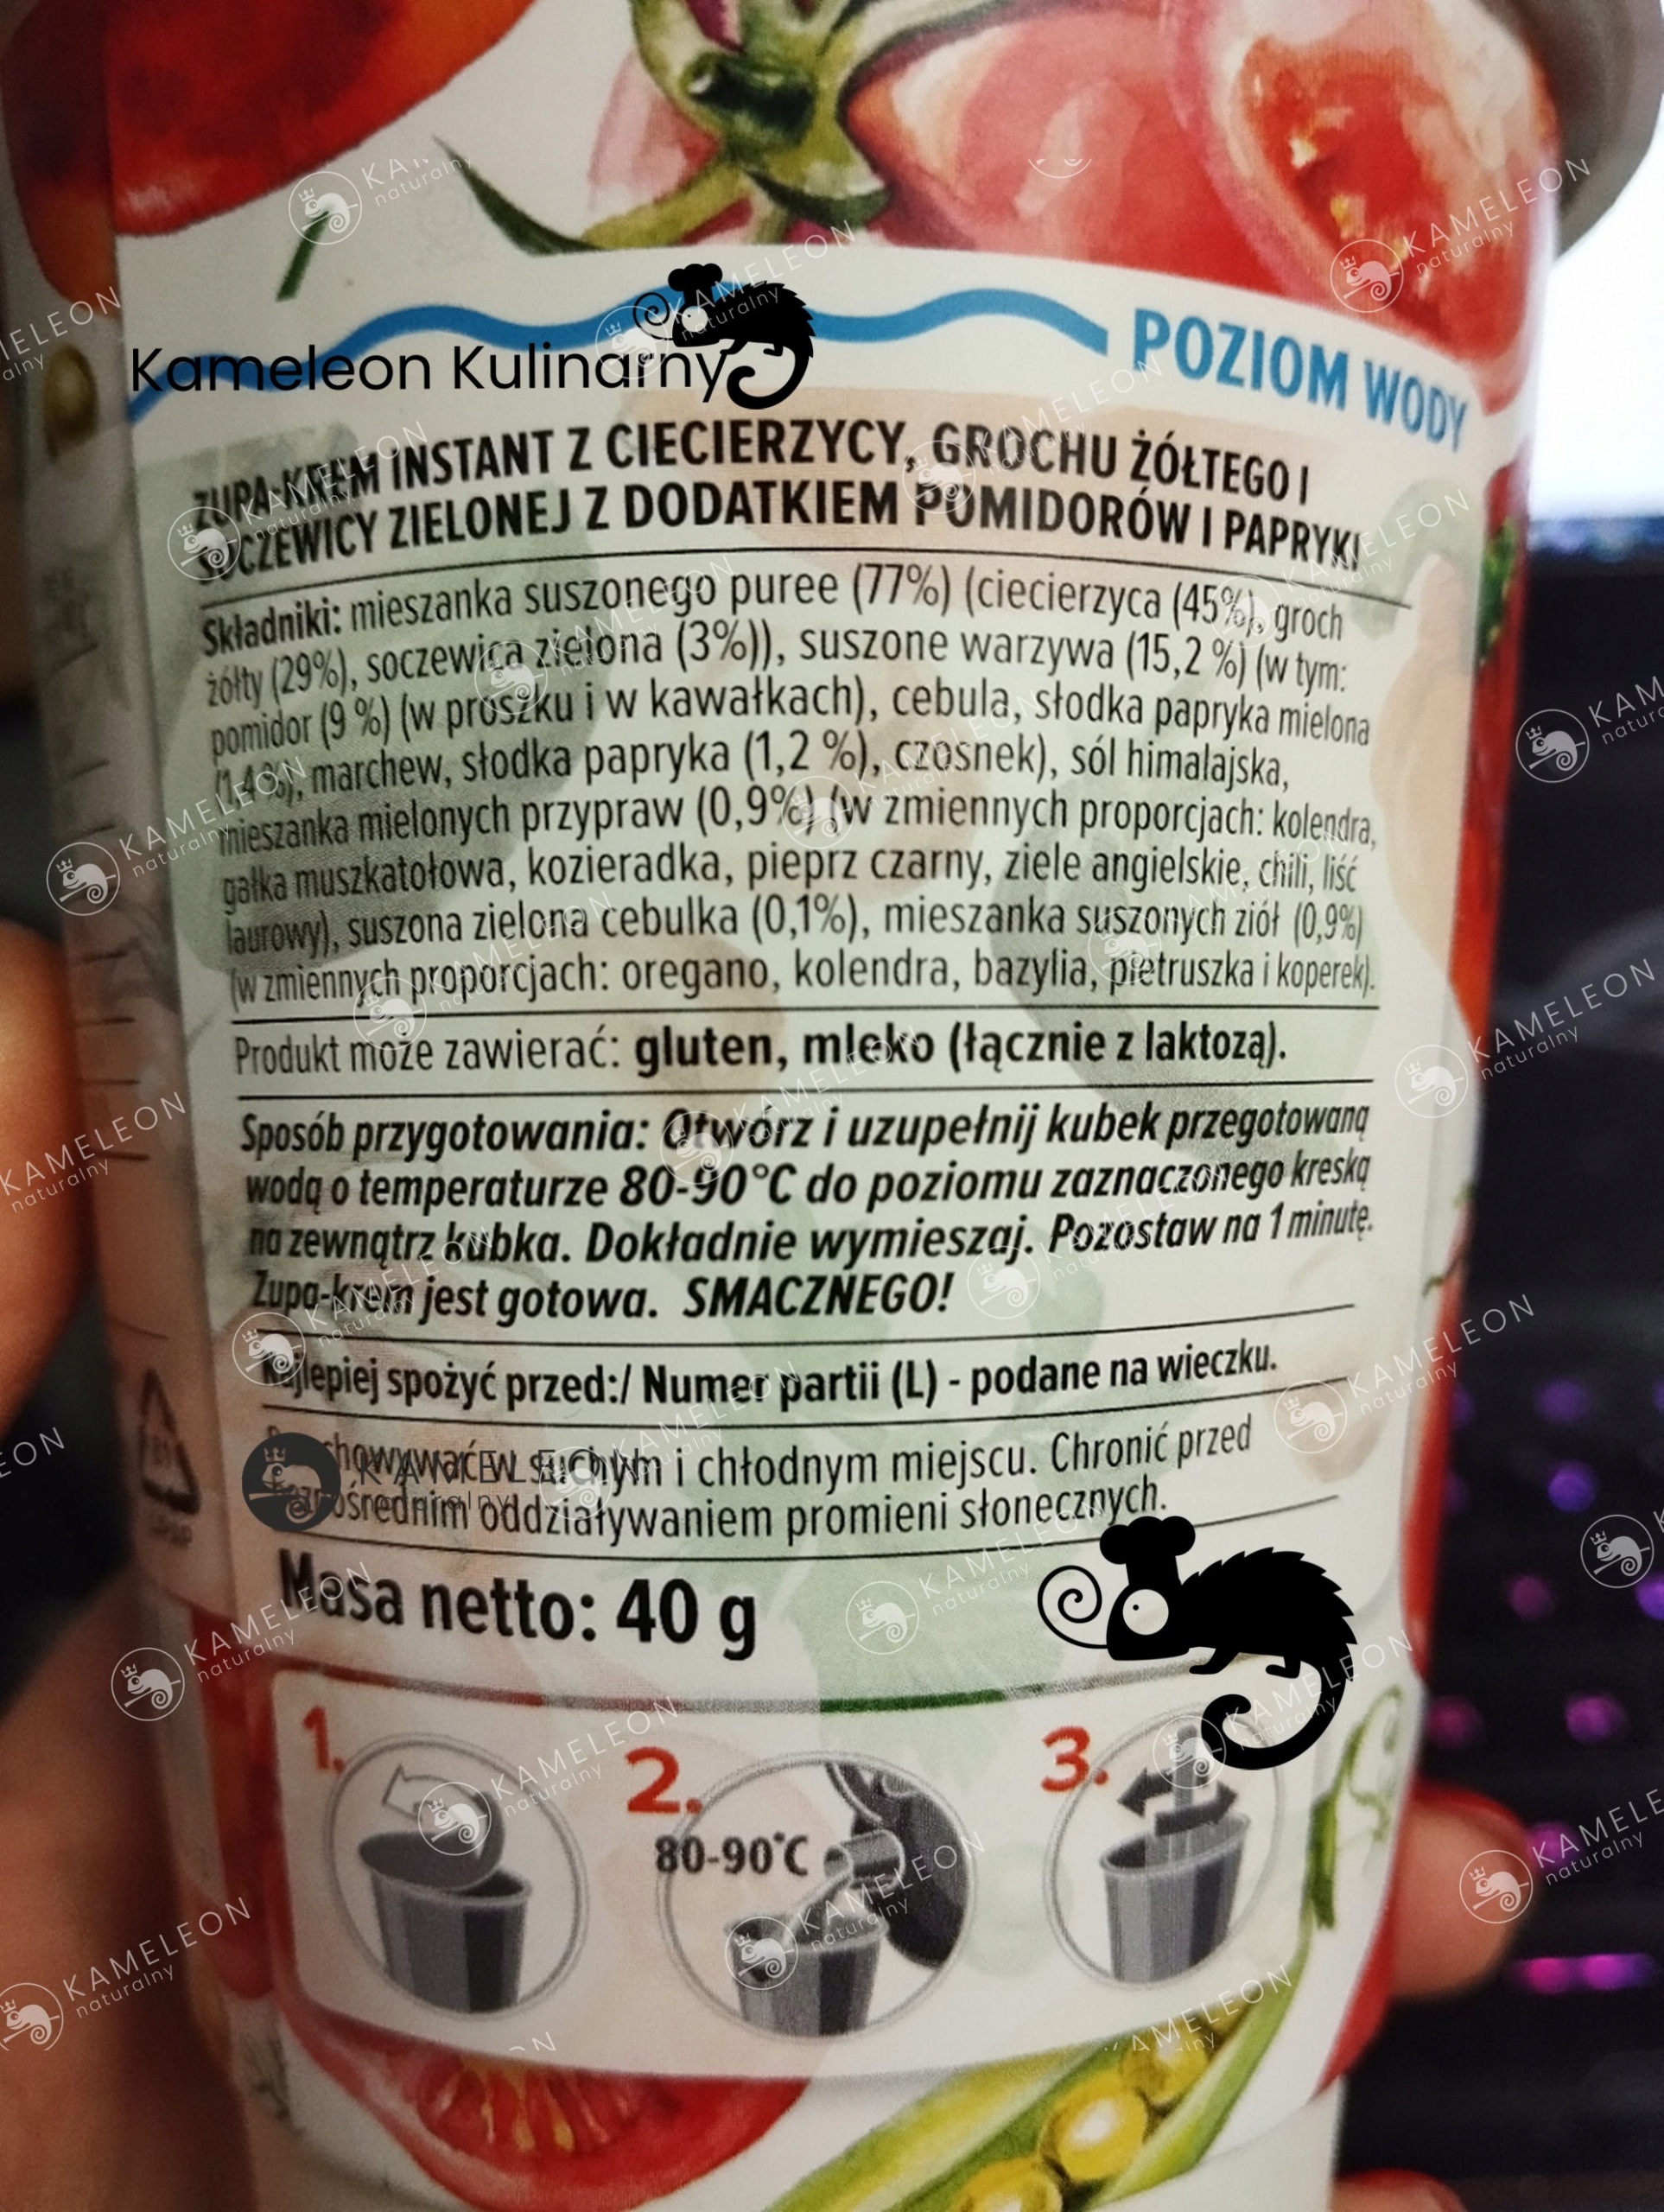 POZIOM WODY
Kameleon Kulinarny
ZUPA-KREM INSTANT Z CIECIERZYCY, GROCHU ŻÓŁTEGO I
SOCZEWICY ZIELONEJ Z DODATKIEM POMIDORÓW I PAPRYKI
Składniki: mieszanka suszonego puree (77%) (ciecierzyca (45%), groch
żółty (29%), soczewica zielona (3%)), suszone warzywa (15,2 %) (w tym:
pomidor (9 %) (w proszku i w kawałkach), cebula, słodka papryka mielona
(1,4%), marchew, słodka papryka (1,2 %), czosnek), sól himalajska,
mieszanka mielonych przypraw (0,9%) (w zmiennych proporcjach: kolendra,
gałka muszkatołowa, kozieradka, pieprz czarny, ziele angielskie, chili, liść
laurowy), suszona zielona cebulka (0,1%), mieszanka suszonych ziół (0,9%)
(w zmiennych proporcjach: oregano, kolendra, bazylia, pietruszka i koperek).
Produkt może zawierać: gluten, mleko (łącznie z laktozą).
Sposób przygotowania: Otwórz i uzupełnij kubek przegotowaną
wodą o temperaturze 80-90°C do poziomu zaznaczonego kreską
na zewnątrz kubka. Dokładnie wymieszaj. Pozostaw na 1 minutę.
Zupa-krem jest gotowa. SMACZNEGO!
Najlepiej spożyć przed:/ Numer partii (L) - podane na wieczku.
Przechowywać w suchym i chłodnym miejscu. Chronić przed
bezpośrednim oddziaływaniem promieni słonecznych.
KAMELEON
naturalny
Masa netto: 40 g
1.
2.
3.
80-90°C